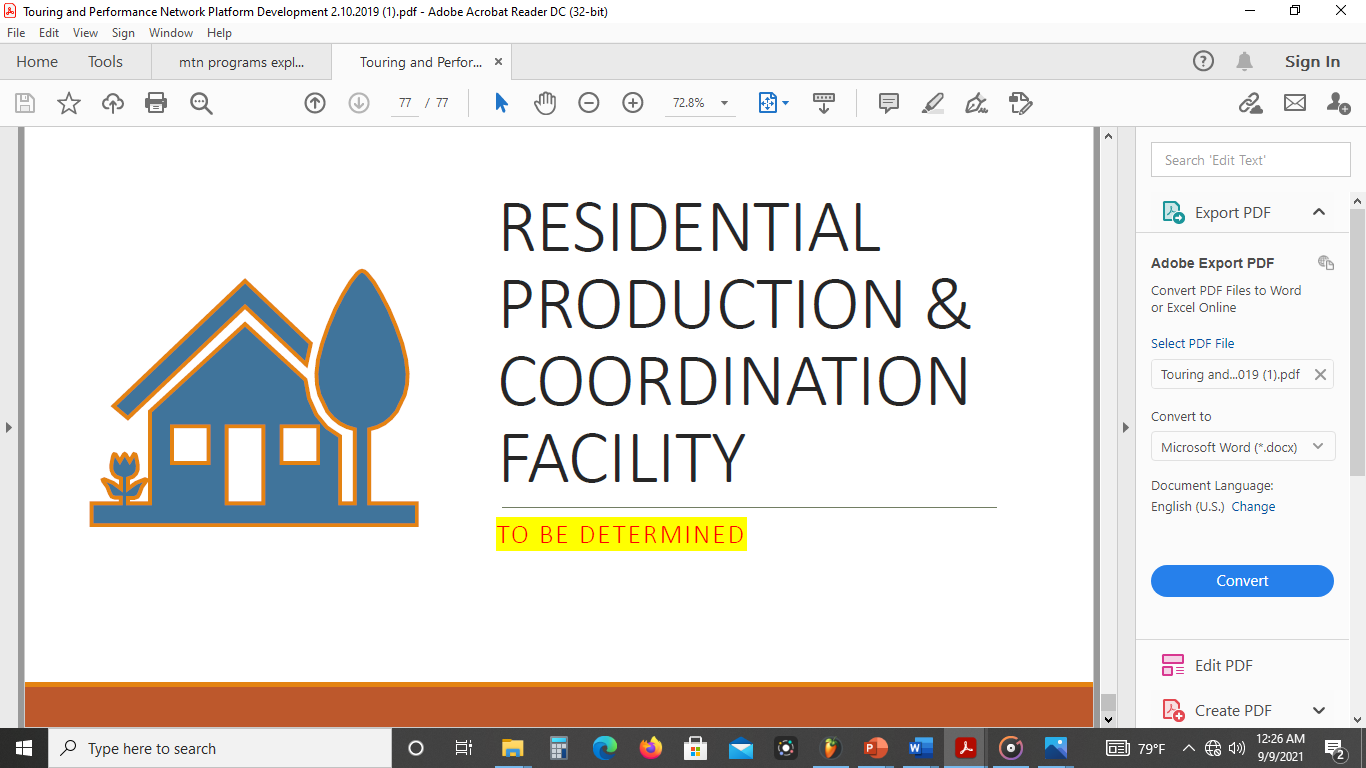 Touring and Performance Network Platform Development 2.10.2019 (1).pdf - Adobe Acrobat Reader DC (32-bit)
File Edit View Sign Window Help
Home Tools mtn programs expl... Touring and Perfor... Sign In
77 / 77 72.8%
RESIDENTIAL
PRODUCTION &
COORDINATION
FACILITY
TO BE DETERMINED
Search 'Edit Text'
Export PDF
Adobe Export PDF
Convert PDF Files to Word
or Excel Online
Select PDF File
Touring and...019 (1).pdf
Convert to
Microsoft Word (*.docx)
Document Language:
English (U.S.) Change
Convert
Edit PDF
Create PDF
Type here to search
79°F
12:26 AM
9/9/2021
2